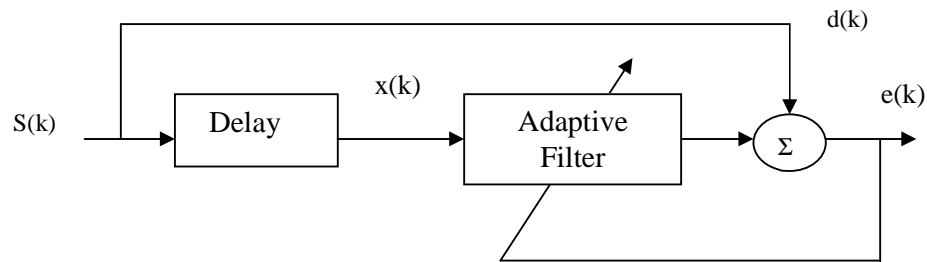 d(k)
x(k)
e(k)
S(k)
Delay
Adaptive
Filter
Σ